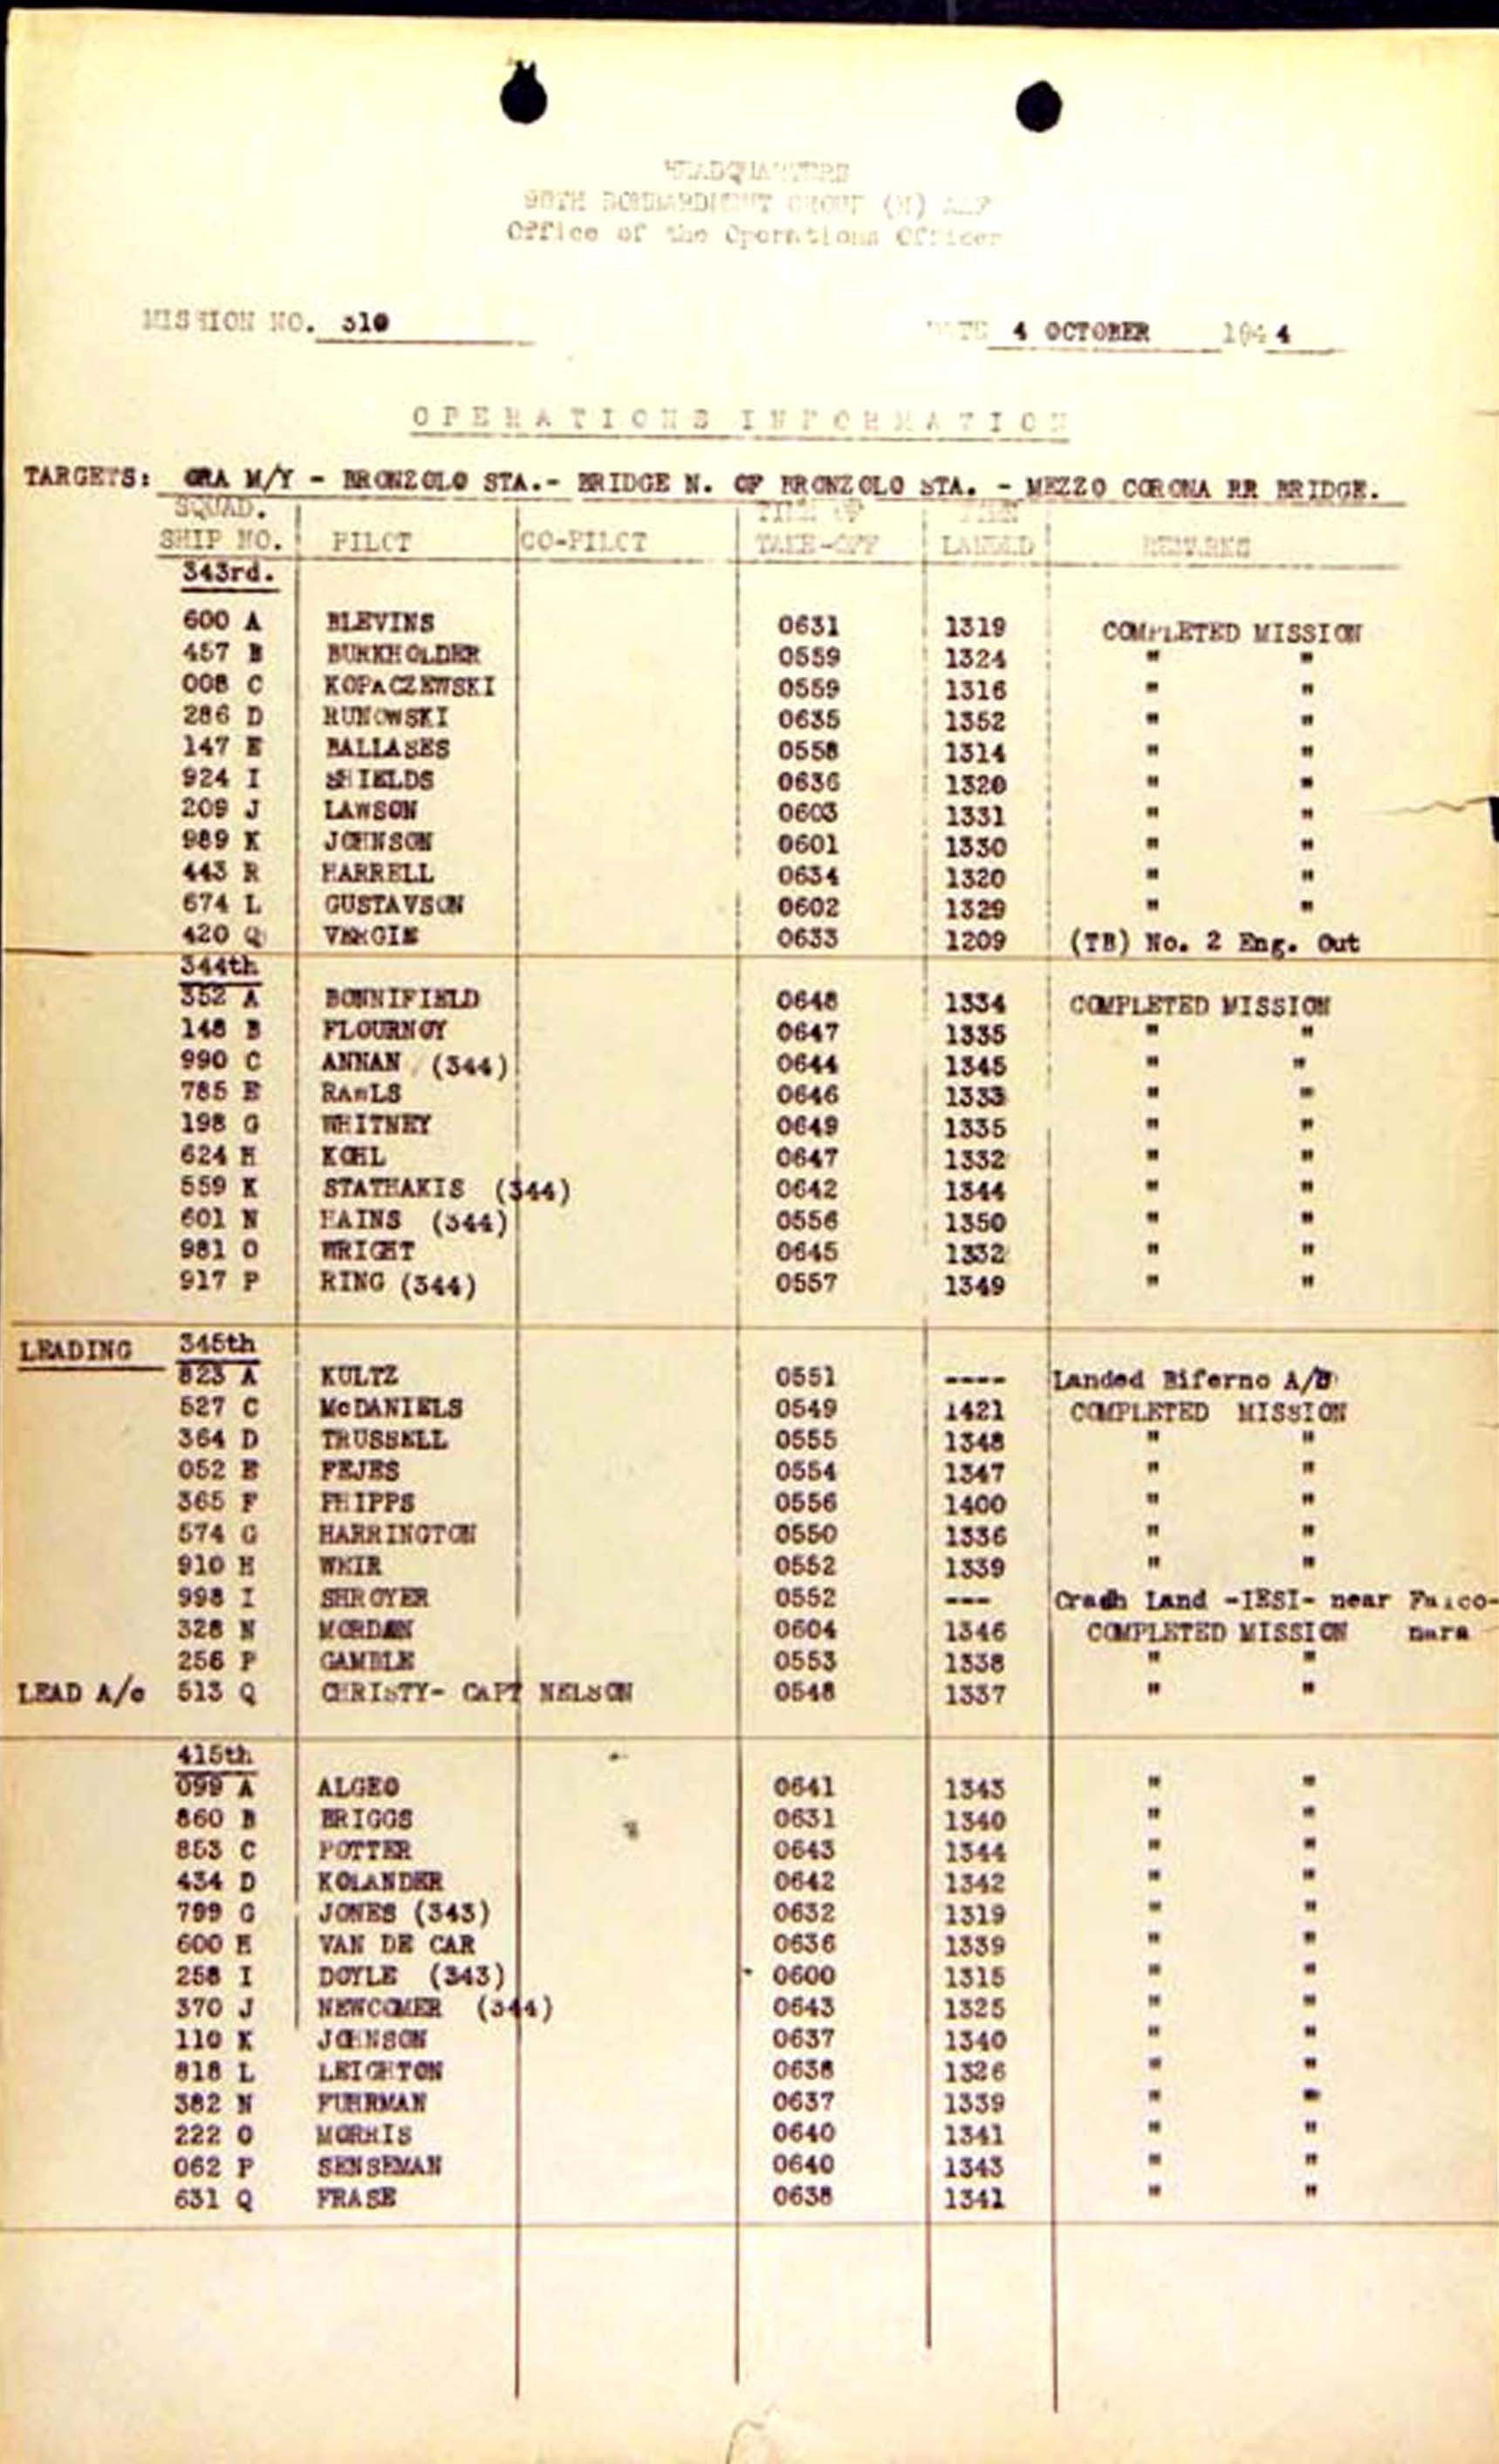 HEADQUARTERS
98TH BOMBARDMENT GROUP (H) AAF
Office of the Operations Officer
MISSION NO. 310 DATE 4 OCTOBER 1944
OPERATIONS INFORMATION
TARGETS: ORA M/Y - BRONZOLO STA.- BRIDGE N. OF BRONZOLO STA. - MEZZO CORONA RR BRIDGE.
SQUAD. TIME OF TIME
SHIP NO. PILOT CO-PILOT TAKE-OFF LANDED REMARKS
343rd.
600 A BLEVINS 0631 1319 COMPLETED MISSION
457 B BURKHOLDER 0559 1324 " "
008 C KOPACZEWSKI 0559 1316 " "
286 D RUNOWSKI 0635 1352 " "
147 E BALLASES 0558 1314 " "
924 I SHIELDS 0636 1320 " "
209 J LAWSON 0603 1331 " "
989 K JOHNSON 0601 1330 " "
443 R HARRELL 0634 1320 " "
674 L GUSTAVSON 0602 1329 " "
420 Q VERGIE 0633 1209 (TB) No. 2 Eng. Out
344th
352 A BONNIFIELD 0648 1334 COMPLETED MISSION
148 B FLOURNOY 0647 1335 " "
990 C ANNAN (344) 0644 1345 " "
785 E RAWLS 0646 1333 " "
198 G WHITNEY 0649 1335 " "
624 H KOHL 0647 1332 " "
559 K STATHAKIS (344) 0642 1344 " "
601 N HAINS (344) 0556 1350 " "
981 O WRIGHT 0645 1332 " "
917 P RING (344) 0557 1349 " "
LEADING 345th
823 A KULTZ 0551 ---- Landed Biferno A/D
527 C McDANIELS 0549 1421 COMPLETED MISSION
364 D TRUSSELL 0555 1348 " "
052 E FEJES 0554 1347 " "
365 F PHIPPS 0556 1400 " "
574 G HARRINGTON 0550 1336 " "
910 H WEIR 0552 1339 " "
998 I SHROYER 0552 --- Crash Land -IESI- near Falco-
328 N MORDAN 0604 1346 COMPLETED MISSION nara
256 P GAMBLE 0553 1338 " "
LEAD A/c 513 Q CHRISTY- CAPT NELSON 0548 1337 " "
415th
099 A ALGEO 0641 1343 " "
860 B BRIGGS 0631 1340 " "
853 C POTTER 0643 1344 " "
434 D KOLANDER 0642 1342 " "
799 G JONES (343) 0632 1319 " "
600 H VAN DE CAR 0636 1339 " "
258 I DOYLE (343) 0600 1315 " "
370 J NEWCOMER (344) 0643 1325 " "
110 K JOHNSON 0637 1340 " "
818 L LEIGHTON 0638 1326 " "
382 N FUHRMAN 0637 1339 " "
222 O MORRIS 0640 1341 " "
062 P SENSEMAN 0640 1343 " "
631 Q FRASE 0638 1341 " "